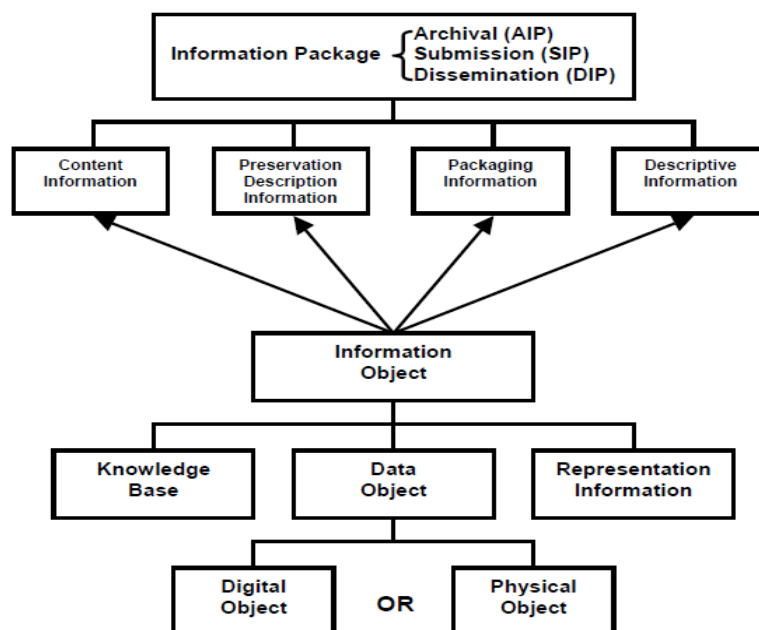 Information Package
Archival (AIP)
Submission (SIP)
Dissemination (DIP)
Content
Information
Preservation
Description
Information
Packaging
Information
Descriptive
Information
Information
Object
Knowledge
Base
Data
Object
Representation
Information
Digital
Object
OR
Physical
Object